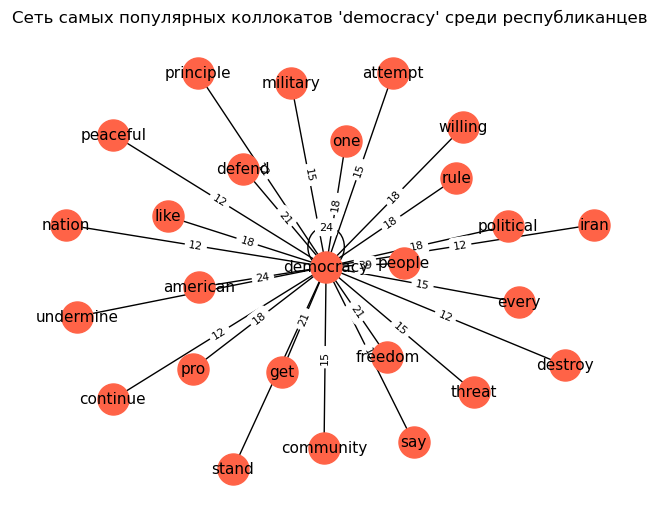 Сеть самых популярных коллокатов 'democracy' среди республиканцев
principle
military
attempt
peaceful
one
willing
defend
15
15
rule
12
18
18
like
21
nation
18
24
18
political
iran
12
18
12
democracy
people
american
24
15
undermine
every
12
18
21
21
15
12
pro
get
15
freedom
destroy
continue
threat
stand
community
say